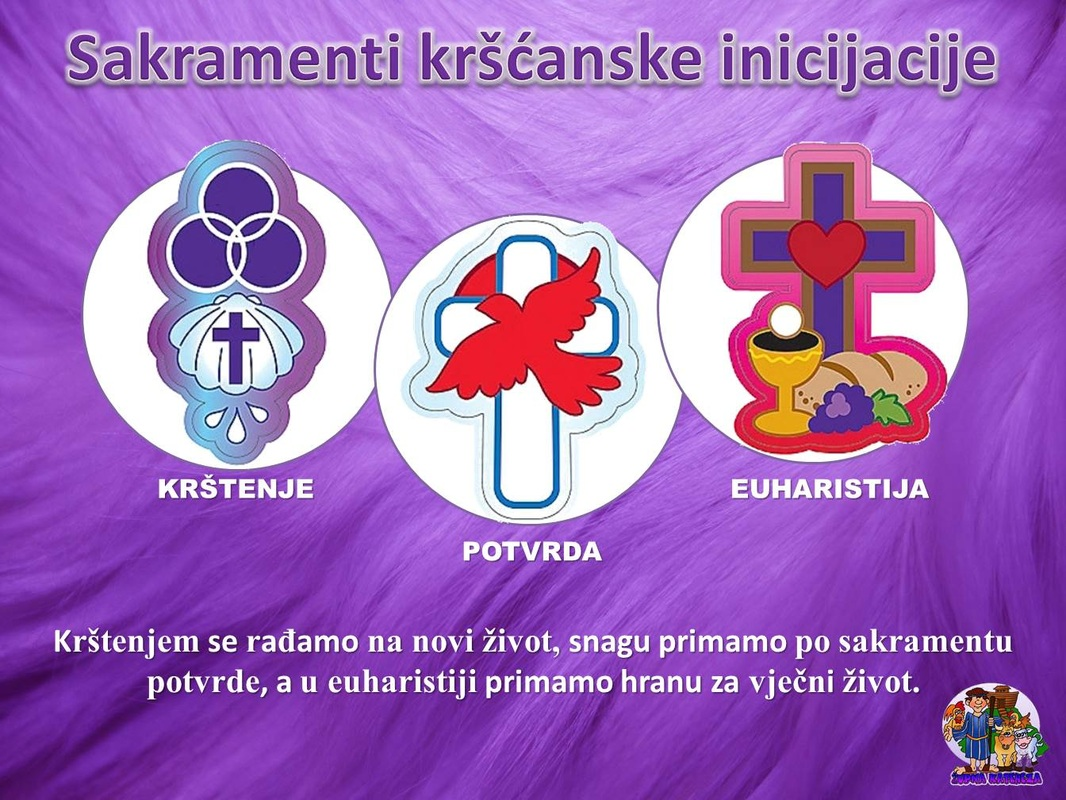 Sakramenti kršćanske inicijacije
KRŠTENJE
EUHARISTIJA
POTVRDA
Krštenjem se rađamo na novi život, snagu primamo po sakramentu
potvrde, a u euharistiji primamo hranu za vječni život.